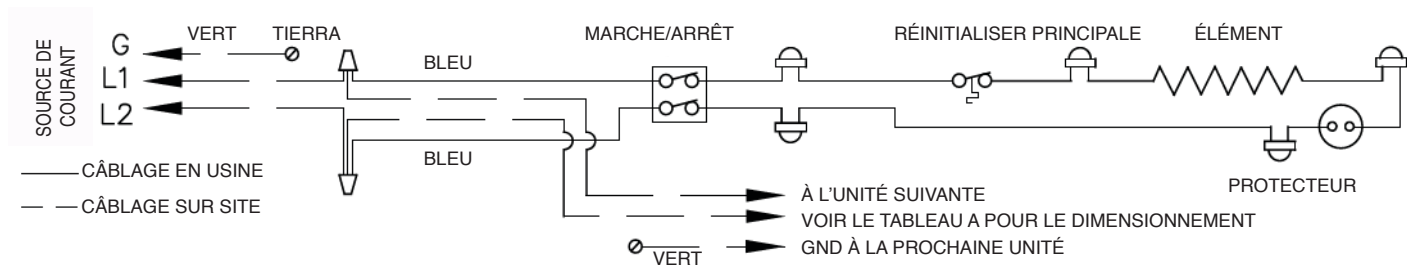 SOURCE DE
COURANT
G
L1
L2
VERT
TIERRA
BLEU
MARCHE/ARRÊT
RÉINITIALISER PRINCIPALE
ÉLÉMENT
BLEU
PROTECTEUR
CÂBLAGE EN USINE
CÂBLAGE SUR SITE
À L'UNITÉ SUIVANTE
VOIR LE TABLEAU A POUR LE DIMENSIONNEMENT
VERT
GND À LA PROCHAINE UNITÉ